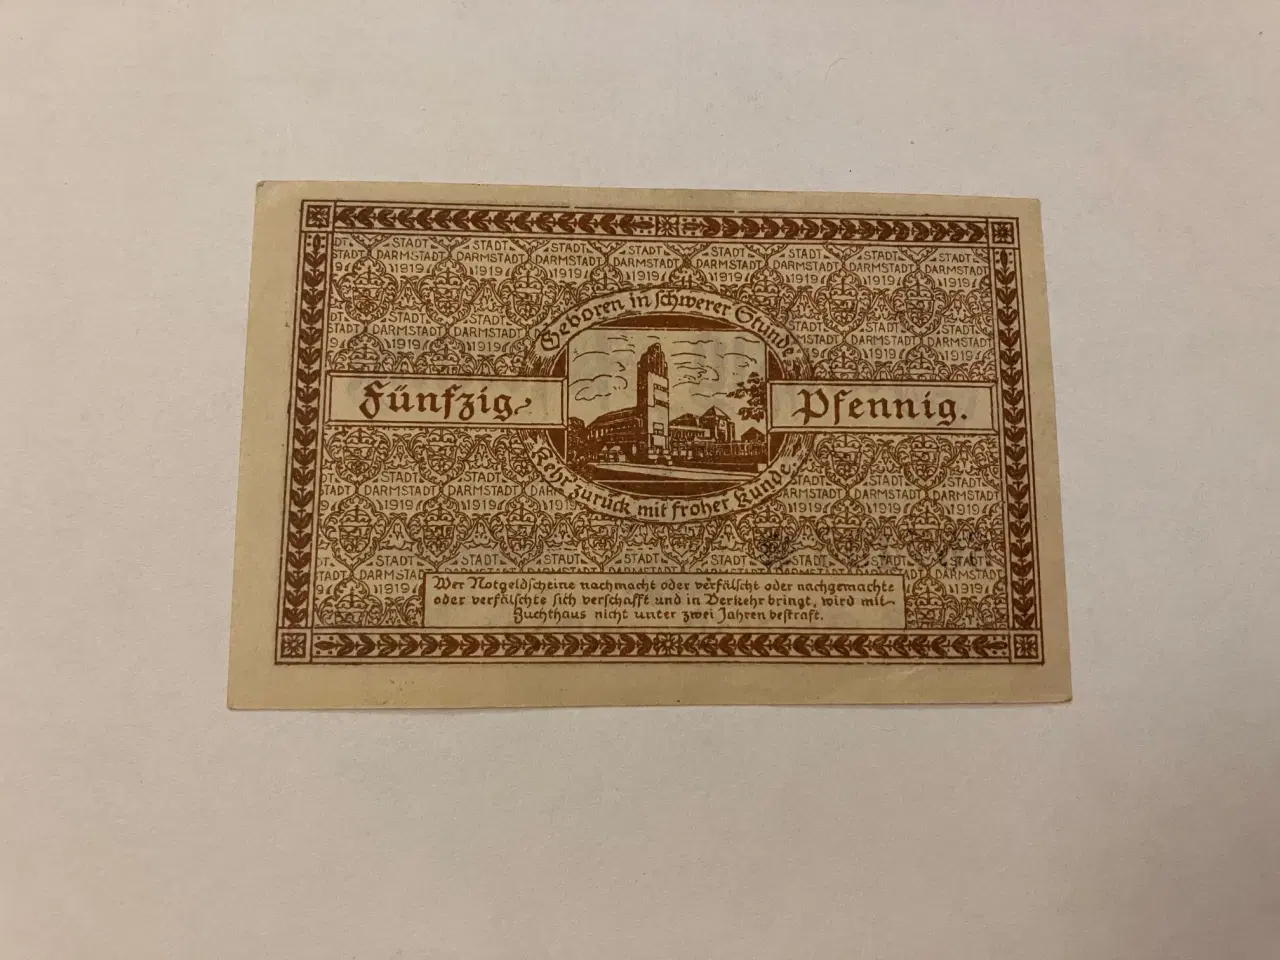 STADT DARMSTADT 1919
Geboren in schwerer Stunde
Fünfzig
Pfennig.
Kehr zurück mit froher Kunde.
Wer Notgeldscheine nachmacht oder verfälscht oder nachgemachte
oder verfälschte sich verschafft und in Verkehr bringt, wird mit
Zuchthaus nicht unter zwei Jahren bestraft.